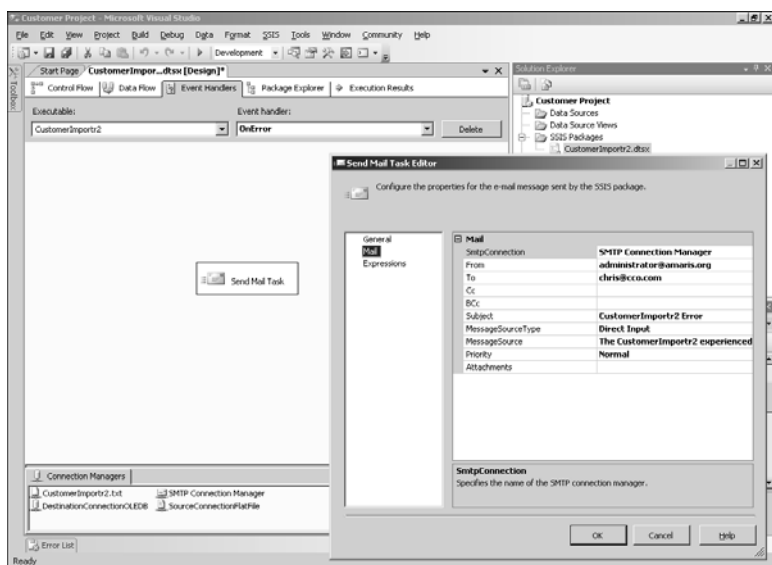 Customer Project - Microsoft Visual Studio
File Edit View Project Build Debug Data Format SSIS Tools Window Community Help
Development
Toolbox
Start Page CustomerImpor...dtsx [Design]*
Solution Explorer
Control Flow Data Flow Event Handlers Package Explorer Execution Results
Executable: Event handler:
CustomerImportr2 OnError Delete
Customer Project
Data Sources
Data Source Views
SSIS Packages
CustomerImportr2.dtsx
Send Mail Task Editor
Configure the properties for the e-mail message sent by the SSIS package.
General
Mail
Expressions
Mail
SmtpConnection SMTP Connection Manager
From administrator@amaris.org
To chris@cco.com
Cc
BCc
Subject CustomerImportr2 Error
MessageSourceType Direct Input
MessageSource The CustomerImportr2 experienced
Priority Normal
Attachments
Send Mail Task
SmtpConnection
Specifies the name of the SMTP connection manager.
OK Cancel Help
Connection Managers
CustomerImportr2.txt SMTP Connection Manager
DestinationConnectionOLEDB SourceConnectionFlatFile
Error List
Ready